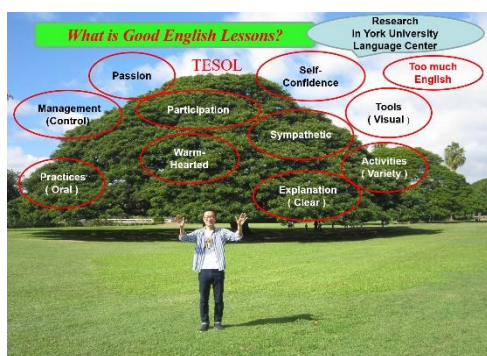 What is Good English Lessons?
Research
in York University
Language Center
TESOL
Passion
Self-
Confidence
Too much
English
Management
(Control)
Participation
Tools
( Visual )
Sympathetic
Warm-
Hearted
Activities
( Variety )
Practices
( Oral )
Explanation
( Clear )